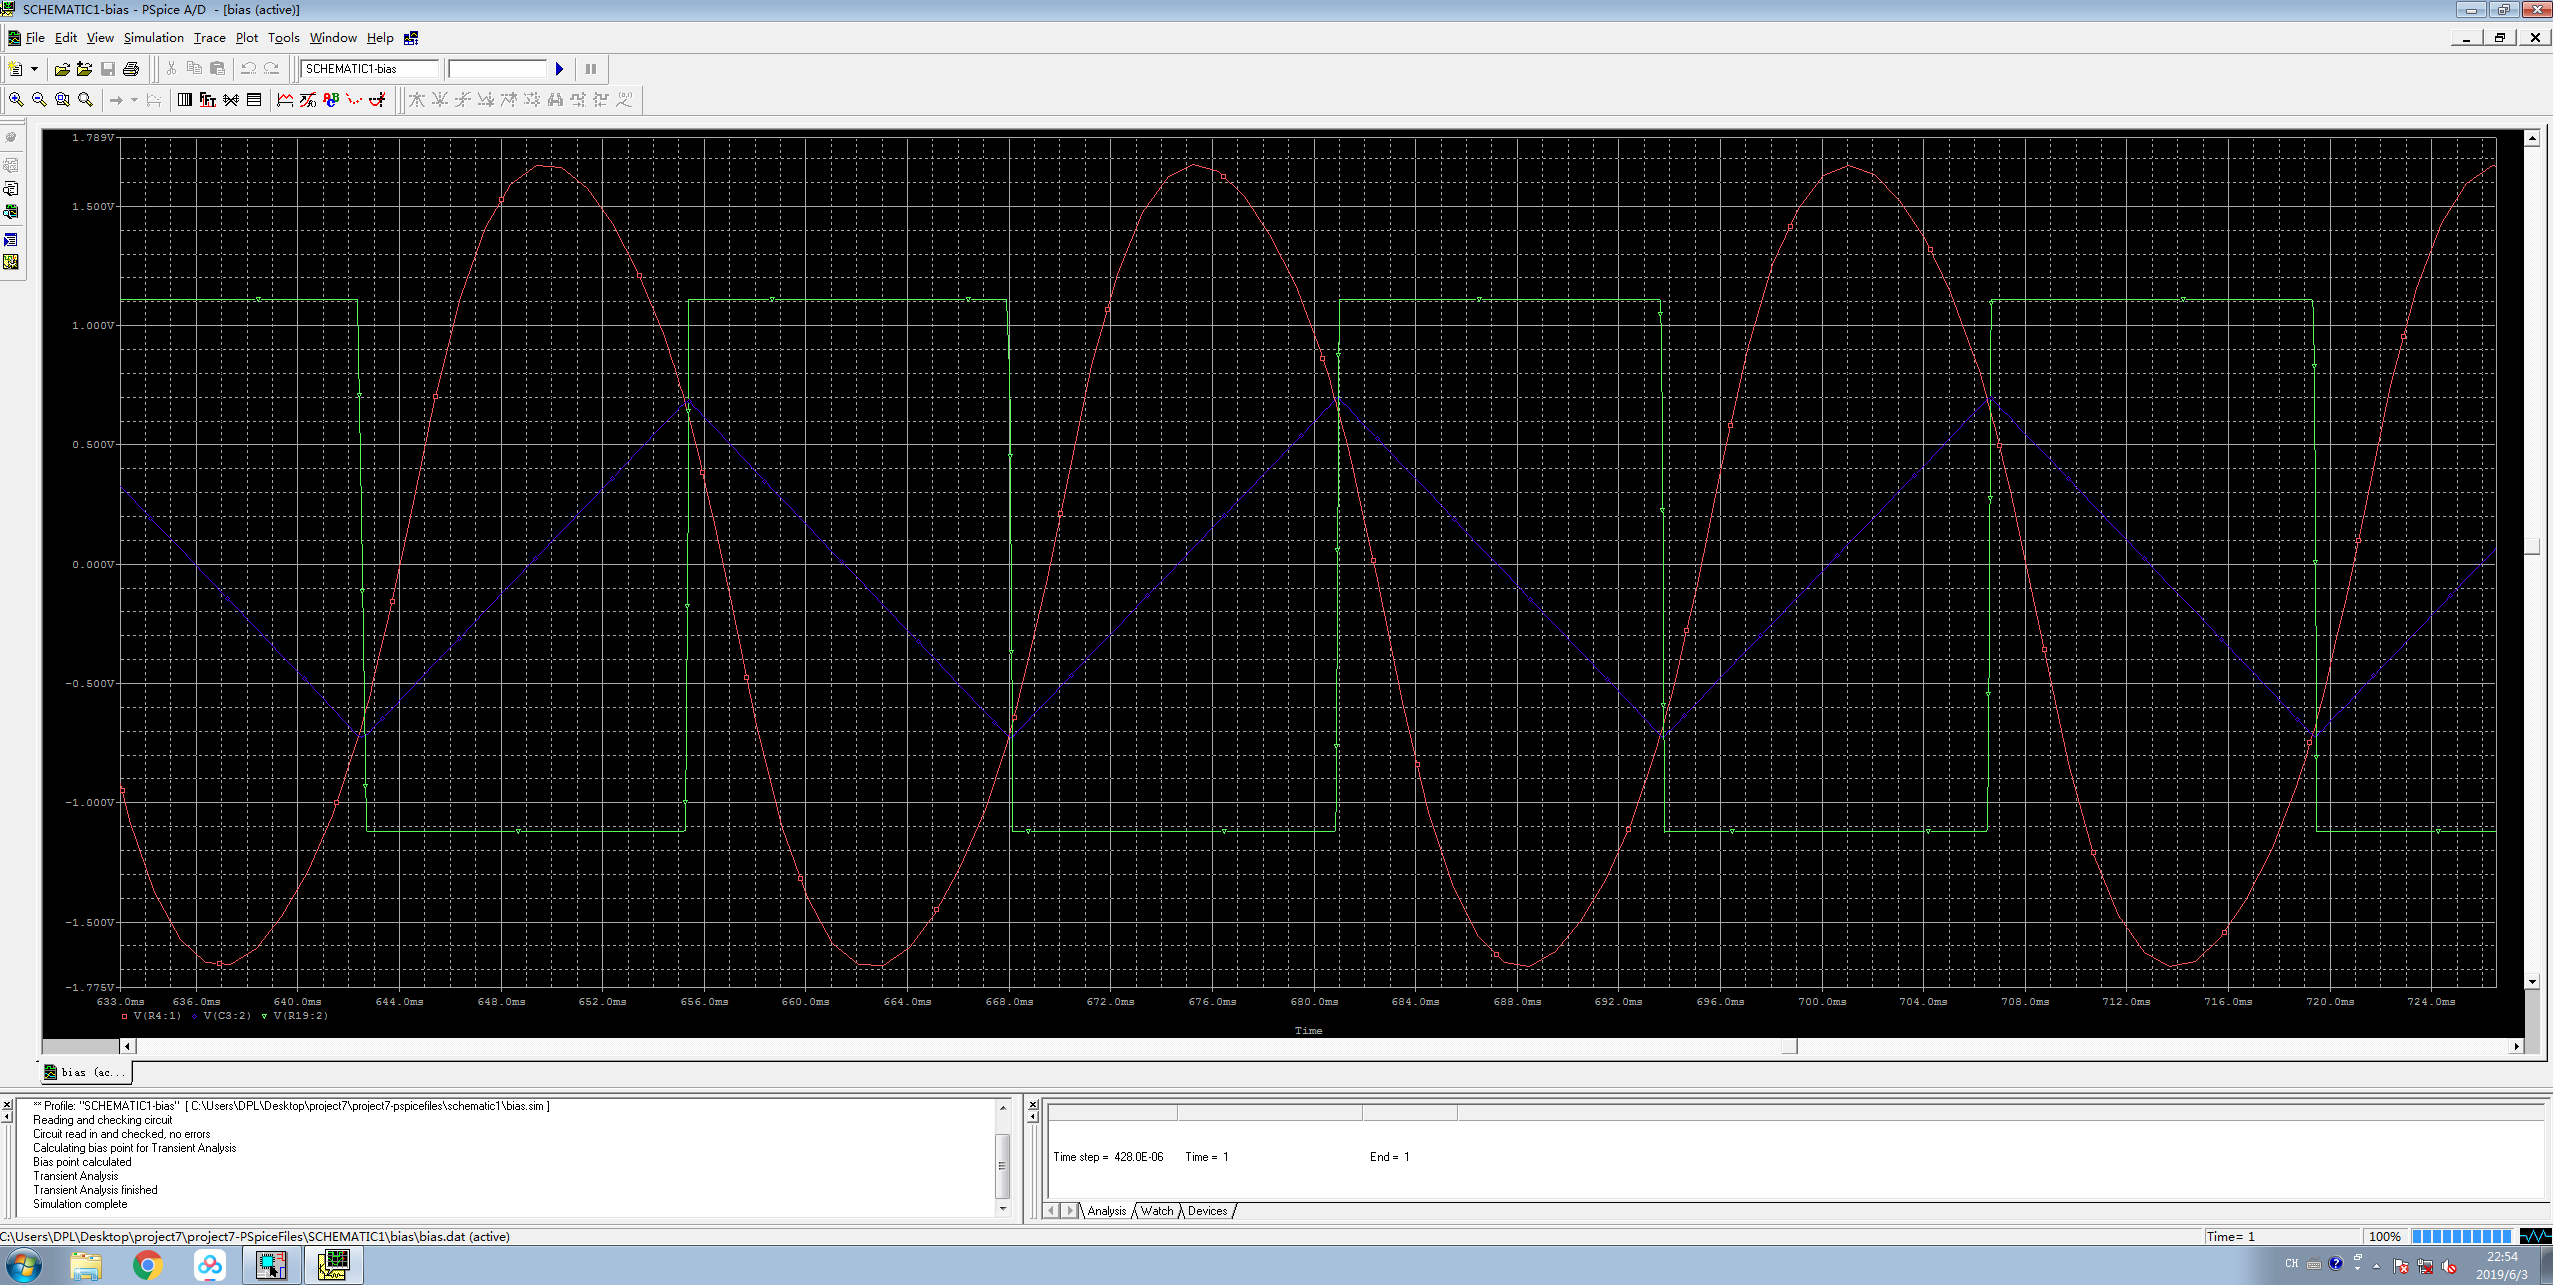 SCHEMATIC1-bias - PSpice A/D - [bias (active)]
File Edit View Simulation Trace Plot Tools Window Help
SCHEMATIC1-bias
1.789V
1.500V
1.000V
0.500V
0.000V
-0.500V
-1.000V
-1.500V
-1.775V
633.0ms 636.0ms 640.0ms 644.0ms 648.0ms 652.0ms 656.0ms 660.0ms 664.0ms 668.0ms 672.0ms 676.0ms 680.0ms 684.0ms 688.0ms 692.0ms 696.0ms 700.0ms 704.0ms 708.0ms 712.0ms 716.0ms 720.0ms 724.0ms
V(R4:1) V(C3:2) V(R19:2)
Time
bias (ac...
** Profile: "SCHEMATIC1-bias" [ C:\Users\DPL\Desktop\project7\project7-pspicefiles\schematic1\bias.sim ]
Reading and checking circuit
Circuit read in and checked, no errors
Calculating bias point for Transient Analysis
Bias point calculated
Transient Analysis
Transient Analysis finished
Simulation complete
Time step = 428.0E-06 Time = 1 End = 1
Analysis Watch Devices
C:\Users\DPL\Desktop\project7\project7-PSpiceFiles\SCHEMATIC1\bias\bias.dat (active)
Time= 1 100%
CH
22:54
2019/6/3